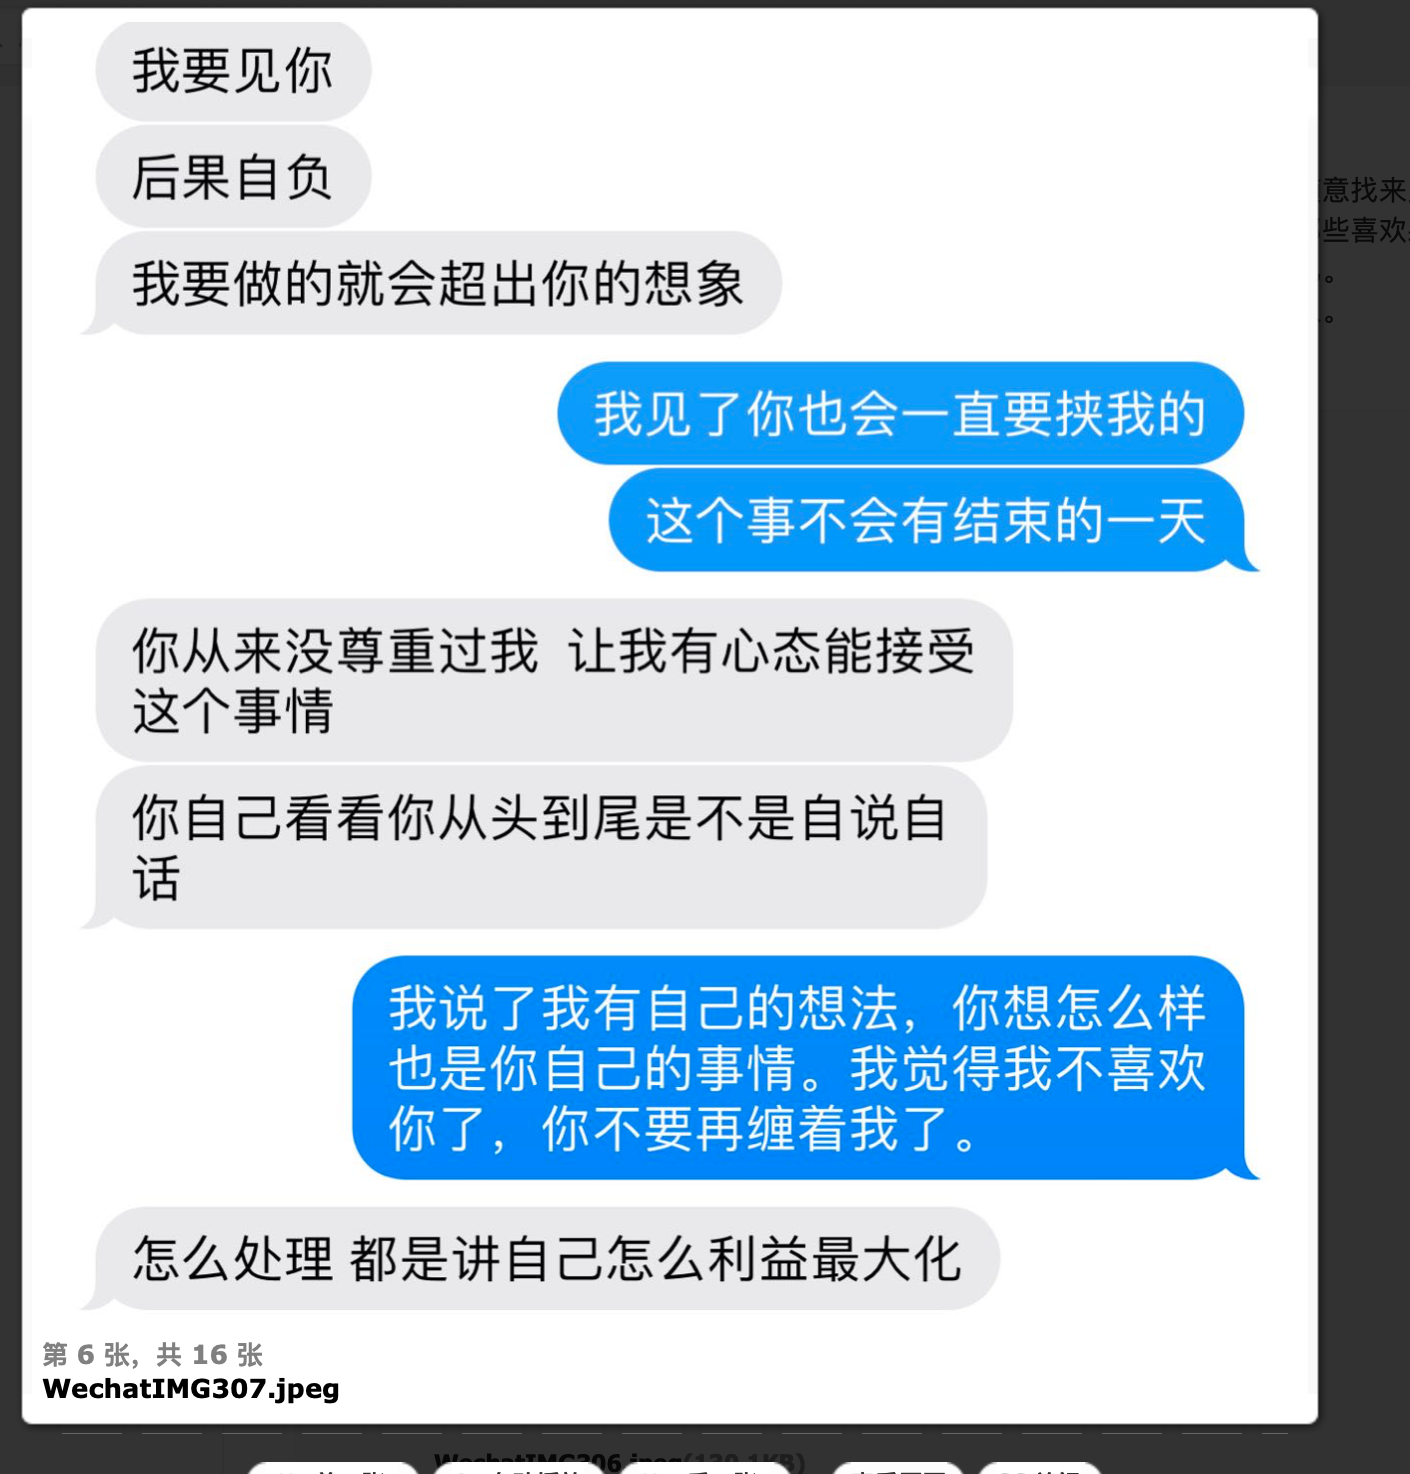 我要见你
后果自负
我要做的就会超出你的想象
我见了你也会一直要挟我的
这个事不会有结束的一天
你从来没尊重过我 让我有心态能接受
这个事情
你自己看看你从头到尾是不是自说自
话
我说了我有自己的想法，你想怎么样
也是你自己的事情。我觉得我不喜欢
你了，你不要再缠着我了。
怎么处理 都是讲自己怎么利益最大化
第 6 张, 共 16 张
WechatIMG307.jpeg
意找来
些喜欢
。
。
WechatIMG306.jpeg(130.1KB)